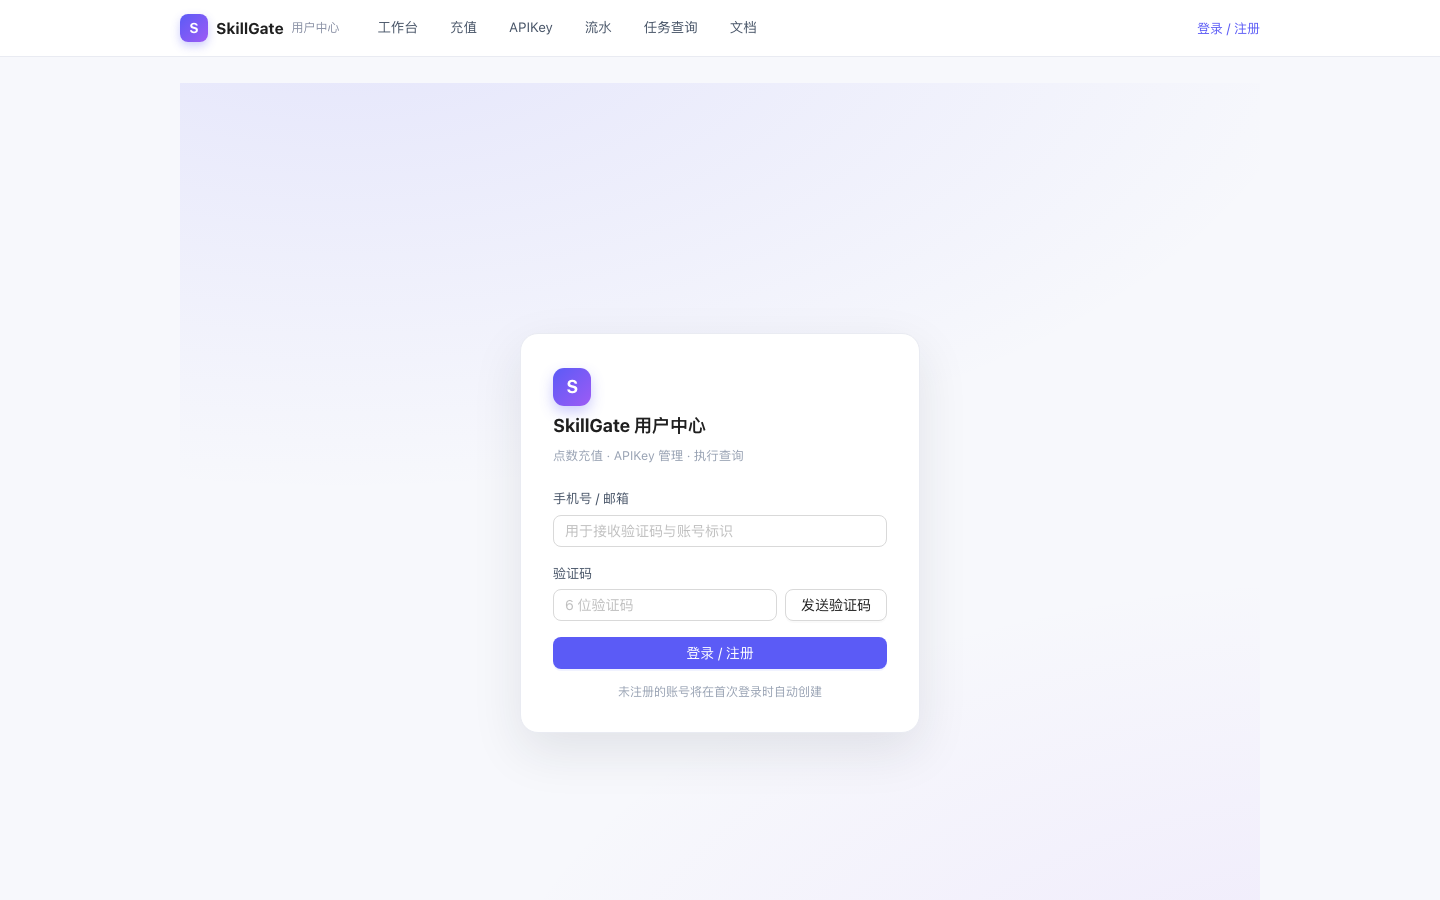 S SkillGate 用户中心 工作台 充值 APIKey 流水 任务查询 文档 登录 / 注册
S
SkillGate 用户中心
点数充值 · APIKey 管理 · 执行查询
手机号 / 邮箱
用于接收验证码与账号标识
验证码
6 位验证码 发送验证码
登录 / 注册
未注册的账号将在首次登录时自动创建